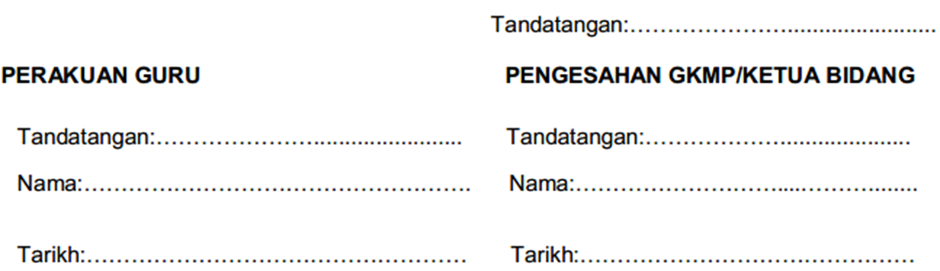 Tandatangan:…………………..........................
PERAKUAN GURU PENGESAHAN GKMP/KETUA BIDANG
Tandatangan:…………………........................ Tandatangan:…………………......................
Nama:……………………………………………. Nama:……………………….....………........
Tarikh:…………………………………………… Tarikh:………………………………………